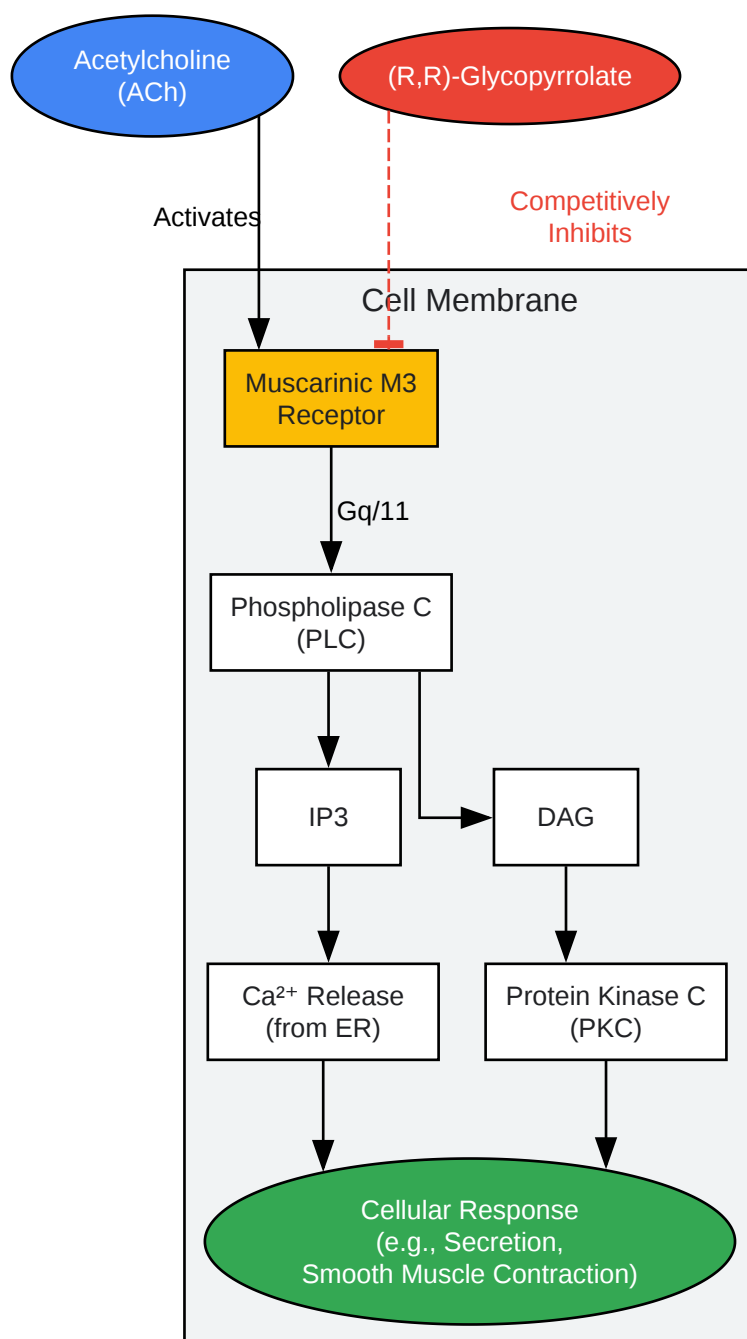 Acetylcholine
(ACh)
(R,R)-Glycopyrrolate
Activates
Competitively
Inhibits
Cell Membrane
Muscarinic M3
Receptor
Gq/11
Phospholipase C
(PLC)
IP3
DAG
Ca²⁺ Release
(from ER)
Protein Kinase C
(PKC)
Cellular Response
(e.g., Secretion,
Smooth Muscle Contraction)